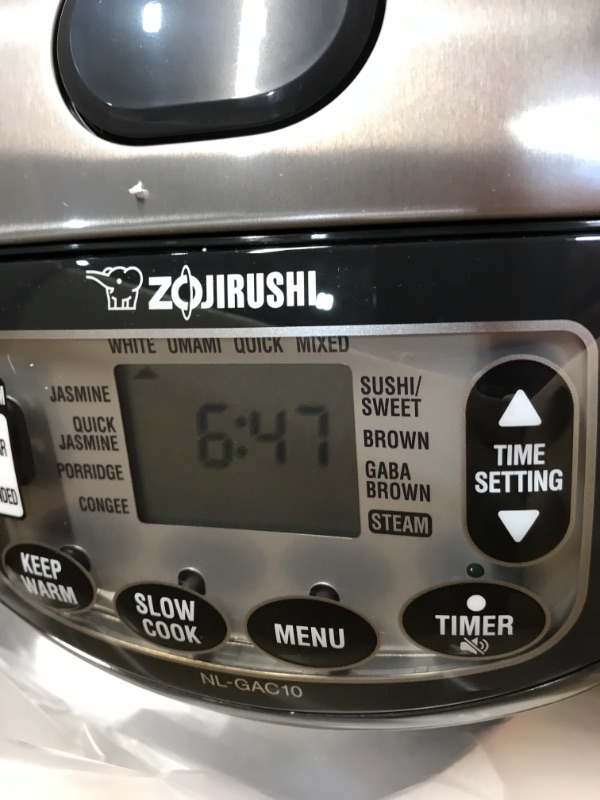 ZOJIRUSHI
WHITE UMAMI QUICK MIXED
JASMINE
QUICK
JASMINE
PORRIDGE
CONGEE
6:47
SUSHI/
SWEET
BROWN
GABA
BROWN
STEAM
TIME
SETTING
KEEP
WARM
SLOW
COOK
MENU
TIMER
NL-GAC10